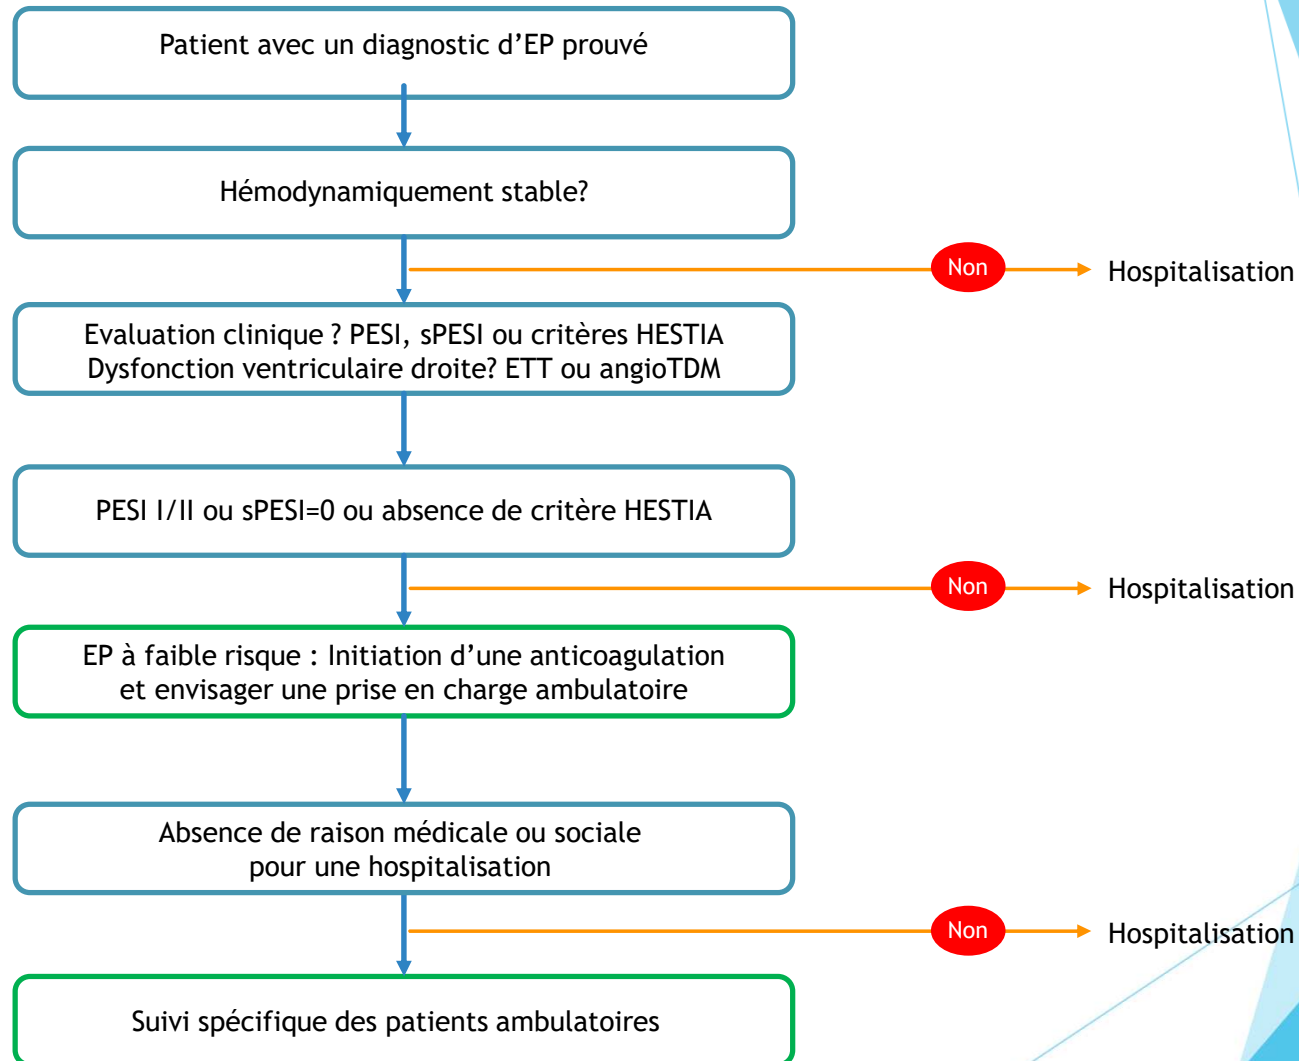 Patient avec un diagnostic d’EP prouvé
Hémodynamiquement stable?
Non
Hospitalisation
Evaluation clinique ? PESI, sPESI ou critères HESTIA
Dysfonction ventriculaire droite? ETT ou angioTDM
PESI I/II ou sPESI=0 ou absence de critère HESTIA
Non
Hospitalisation
EP à faible risque : Initiation d’une anticoagulation
et envisager une prise en charge ambulatoire
Absence de raison médicale ou sociale
pour une hospitalisation
Non
Hospitalisation
Suivi spécifique des patients ambulatoires